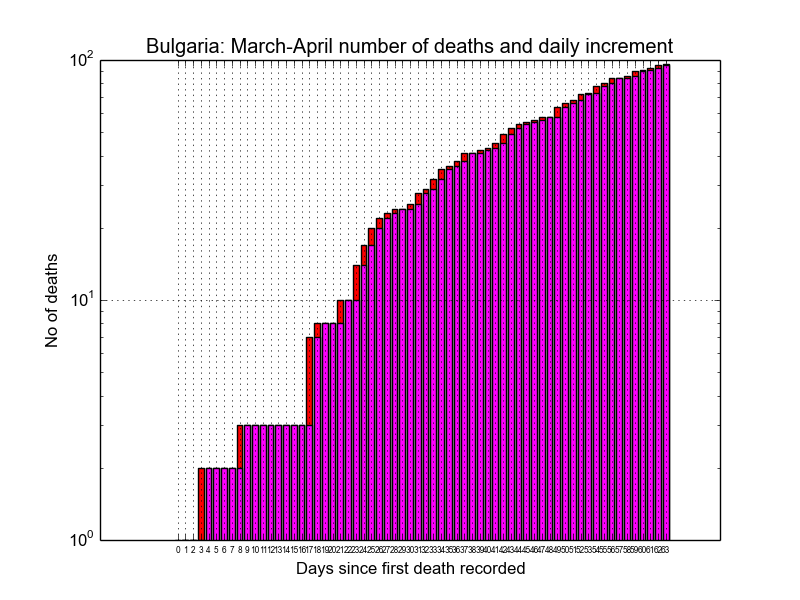 Bulgaria: March-April number of deaths and daily increment
10²
10¹
10⁰
No of deaths
0 1 2 3 4 5 6 7 8 9 10 11 12 13 14 15 16 17 18 19 20 21 22 23 24 25 26 27 28 29 30 31 32 33 34 35 36 37 38 39 40 41 42 43 44 45 46 47 48 49 50 51 52 53 54 55 56 57 58 59 60 61 62 63
Days since first death recorded